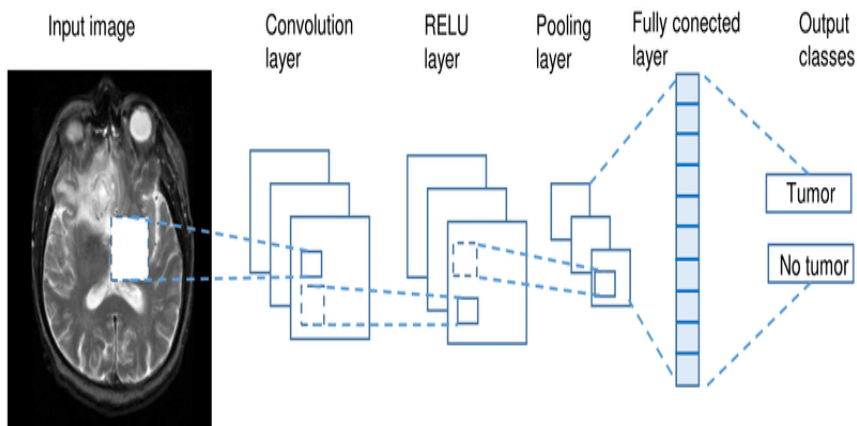 Input image
Convolution
layer
RELU
layer
Pooling
layer
Fully conected
layer
Output
classes
Tumor
No tumor